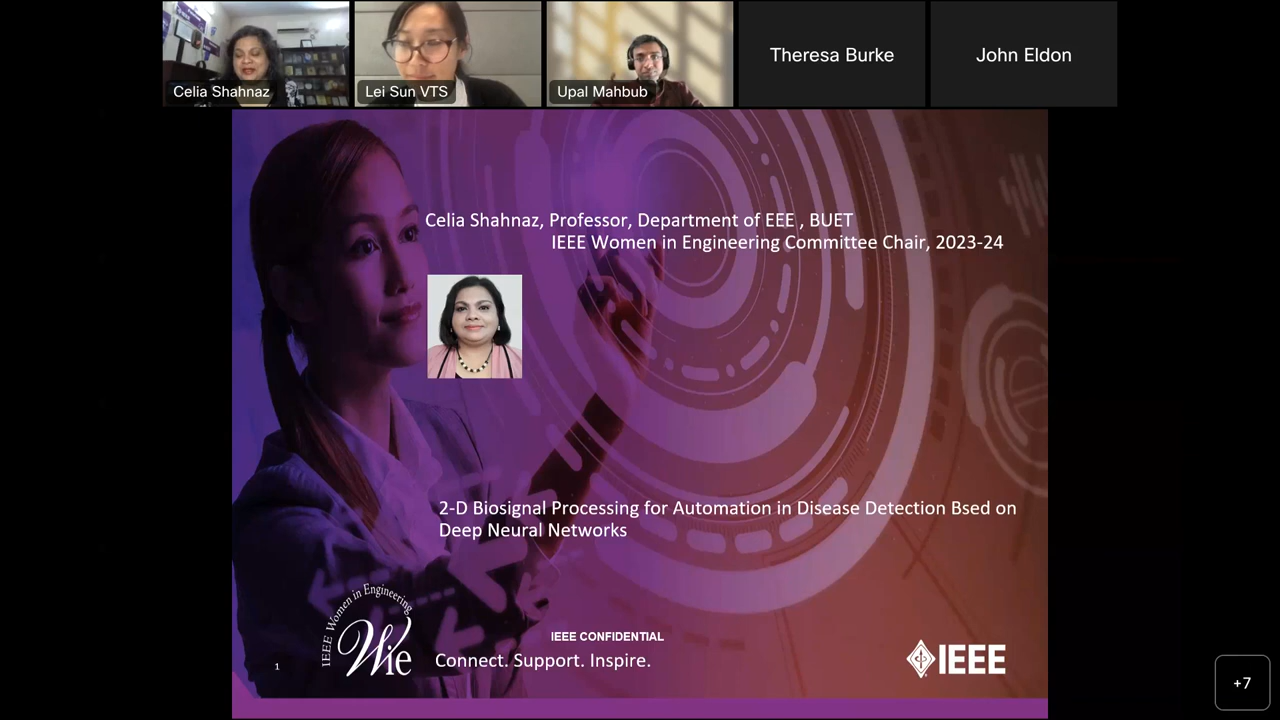 Celia Shahnaz
Lei Sun VTS
Upal Mahbub
Theresa Burke
John Eldon
Celia Shahnaz, Professor, Department of EEE , BUET
IEEE Women in Engineering Committee Chair, 2023-24
2-D Biosignal Processing for Automation in Disease Detection Bsed on
Deep Neural Networks
IEEE Women in Engineering
WIE
IEEE CONFIDENTIAL
Connect. Support. Inspire.
1
IEEE
+7